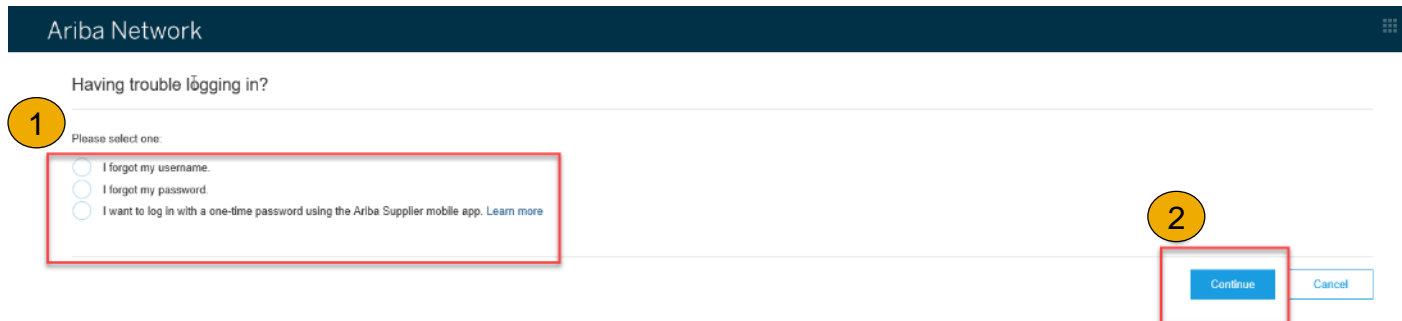 Ariba Network
Having trouble logging in?
1
Please select one:
I forgot my username.
I forgot my password.
I want to log in with a one-time password using the Ariba Supplier mobile app. Learn more
2
Continue
Cancel